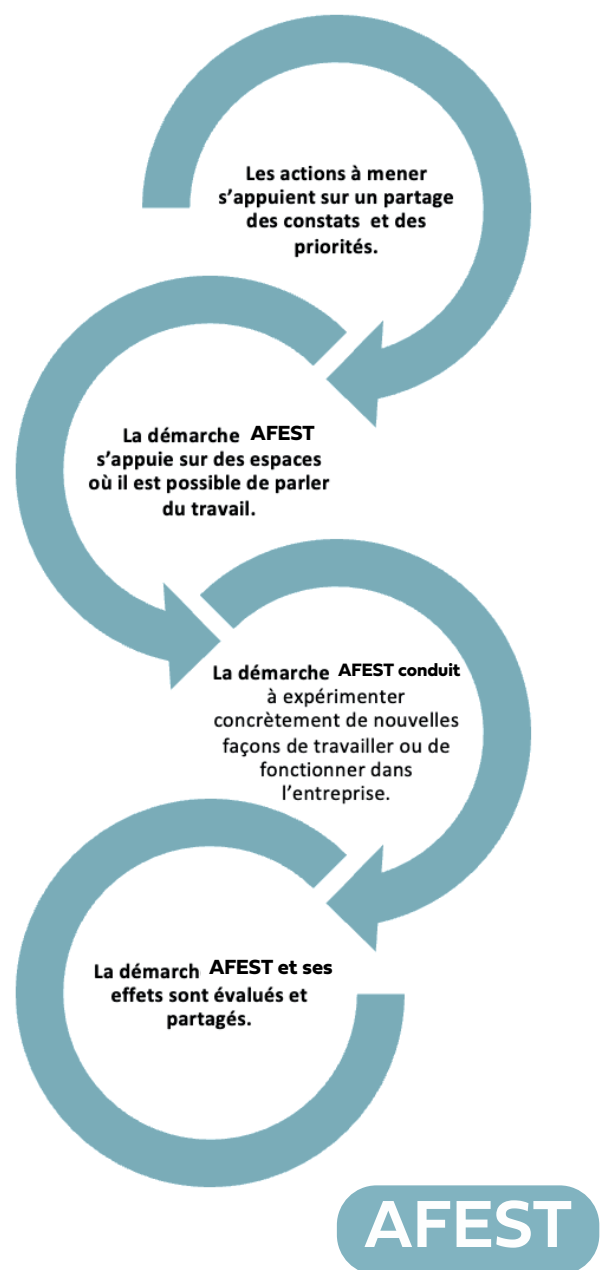 Les actions à mener
s’appuient sur un partage
des constats et des
priorités.
La démarche AFEST
s’appuie sur des espaces
où il est possible de parler
du travail.
La démarche AFEST conduit
à expérimenter
concrètement de nouvelles
façons de travailler ou de
fonctionner dans
l’entreprise.
La démarch AFEST et ses
effets sont évalués et
partagés.
AFEST